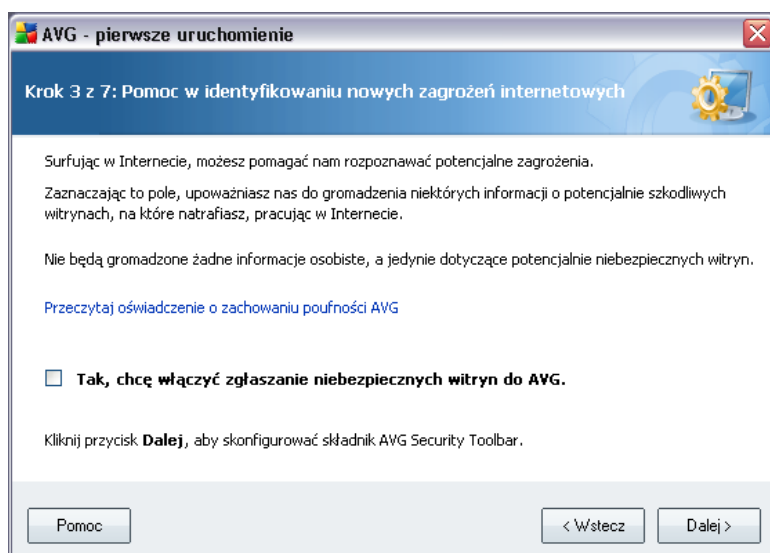 AVG - pierwsze uruchomienie
Krok 3 z 7: Pomoc w identyfikowaniu nowych zagrożeń internetowych
Surfując w Internecie, możesz pomagać nam rozpoznawać potencjalne zagrożenia.
Zaznaczając to pole, upoważniasz nas do gromadzenia niektórych informacji o potencjalnie szkodliwych
witrynach, na które natrafiasz, pracując w Internecie.
Nie będą gromadzone żadne informacje osobiste, a jedynie dotyczące potencjalnie niebezpiecznych witryn.
Przeczytaj oświadczenie o zachowaniu poufności AVG
Tak, chcę włączyć zgłaszanie niebezpiecznych witryn do AVG.
Kliknij przycisk Dalej, aby skonfigurować składnik AVG Security Toolbar.
Pomoc
< Wstecz
Dalej >